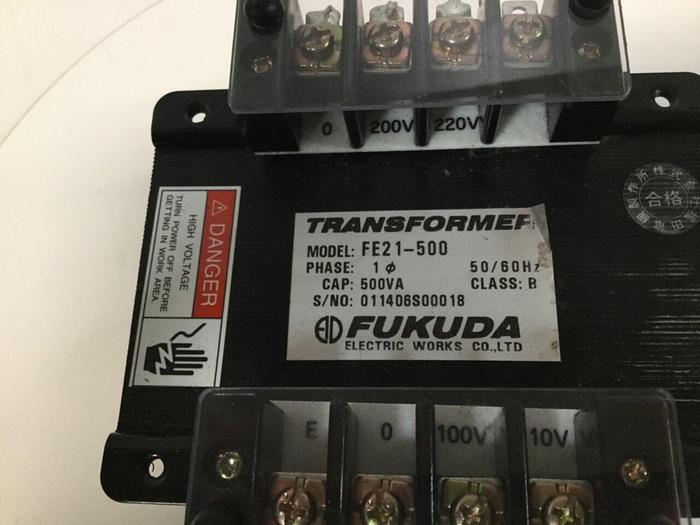 0 200V 220V
⚠ DANGER
HIGH VOLTAGE
TURN POWER OFF BEFORE
GETTING IN WORK AREA
TRANSFORMER
MODEL: FE21-500
PHASE: 1φ 50/60Hz
CAP: 500VA CLASS: B
S/NO: 011406S00018
FUKUDA
ELECTRIC WORKS CO.,LTD
合格
E 0 100V 10V